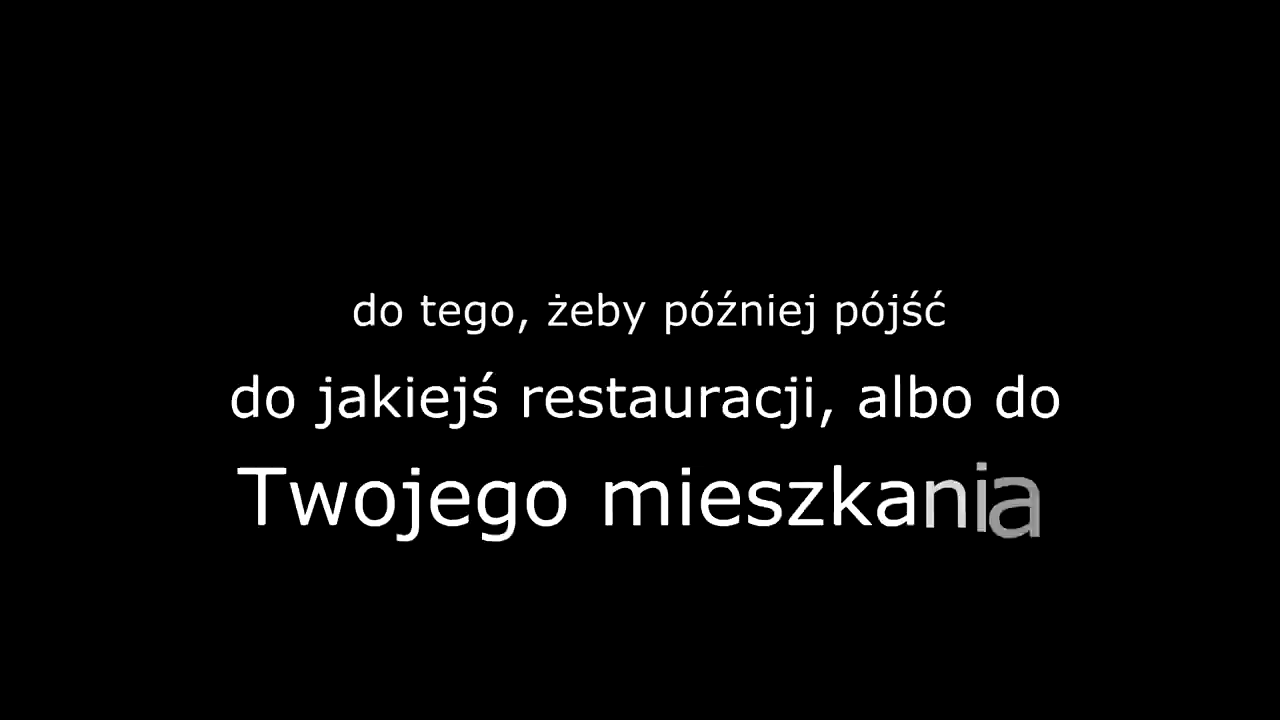 do tego, żeby później pójść
do jakiejś restauracji, albo do
Twojego mieszkania